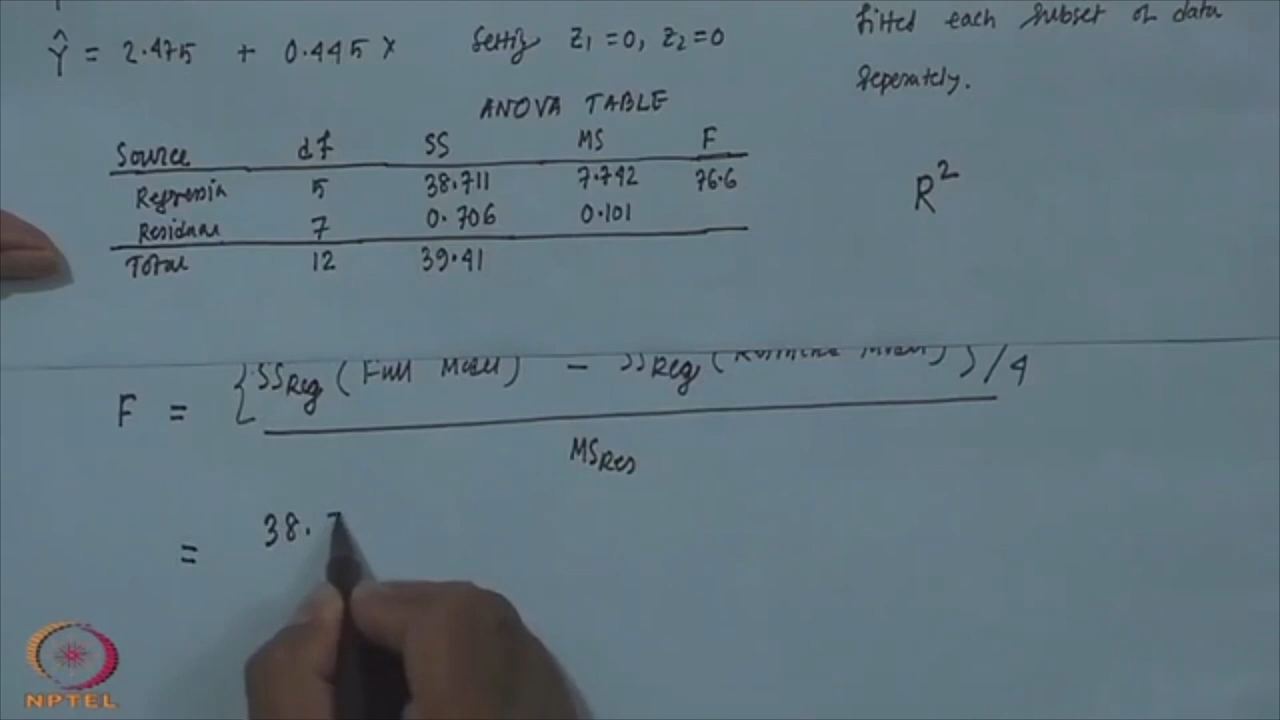 Ŷ = 2.475 + 0.445 X Setting Z1 = 0, Z2 = 0
fitted each subset of data
seperately.
ANOVA TABLE
Source df SS MS F
Regression 5 38.711 7.742 76.6
Residual 7 0.706 0.101
Total 12 39.41
R²
F = { SSReg ( Full Model ) - SSReg ( Model ) } / 4
MSRes
= 38.7
NPTEL